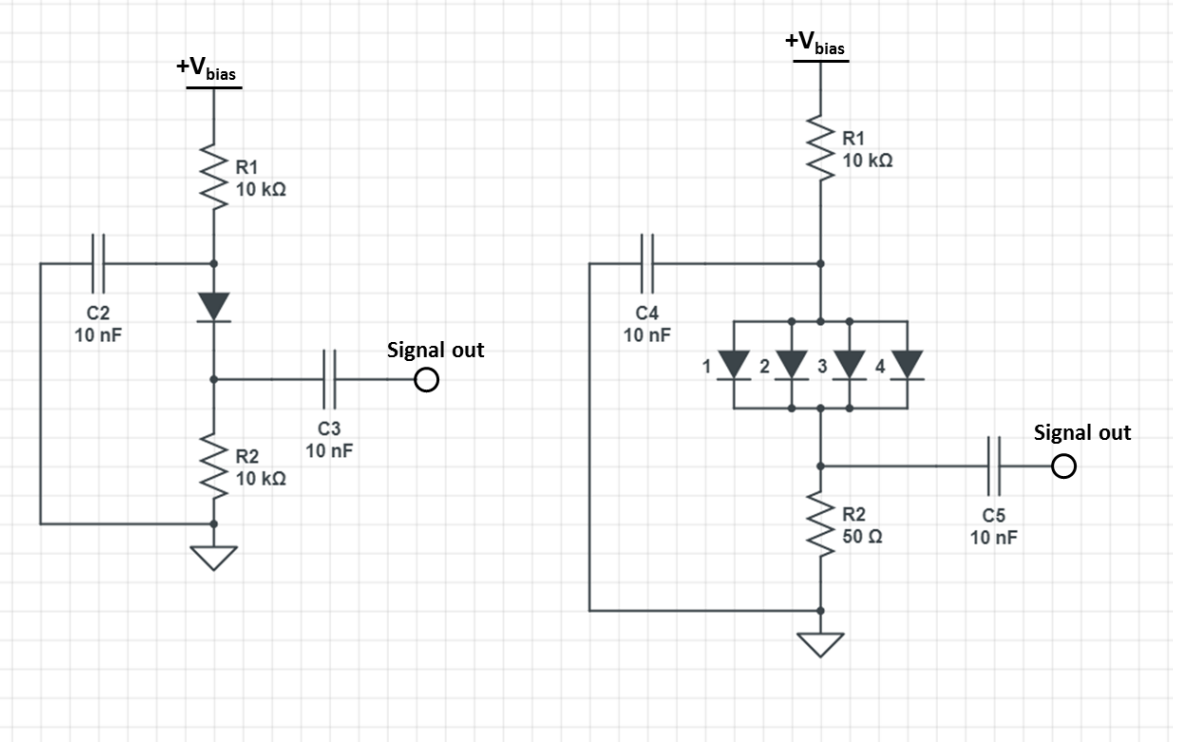 +Vbias
R1
10 kΩ
C2
10 nF
Signal out
C3
10 nF
R2
10 kΩ
+Vbias
R1
10 kΩ
C4
10 nF
1 2 3 4
Signal out
R2
50 Ω
C5
10 nF